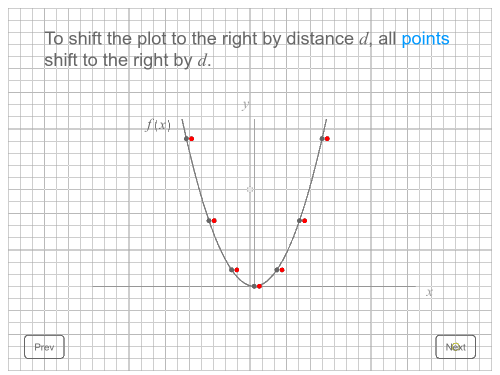 To shift the plot to the right by distance d, all points
shift to the right by d.
y
f(x)
x
Prev
Next